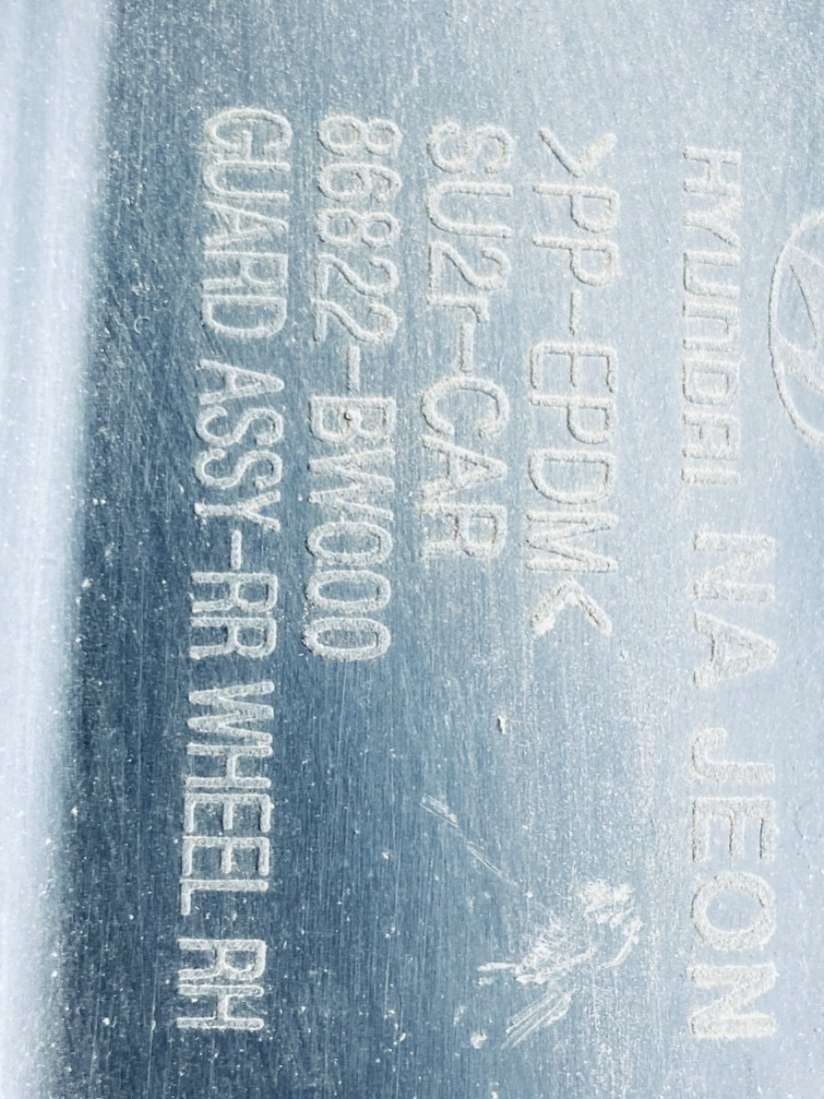 HYUNDAI NA JEON
>PP-EPDM<
SU2r-CAR
86822-BW000
GUARD ASSY-RR WHEEL RH